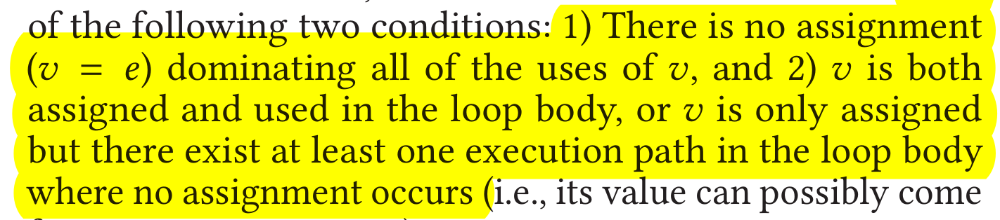 of the following two conditions: 1) There is no assignment
(v = e) dominating all of the uses of v, and 2) v is both
assigned and used in the loop body, or v is only assigned
but there exist at least one execution path in the loop body
where no assignment occurs (i.e., its value can possibly come